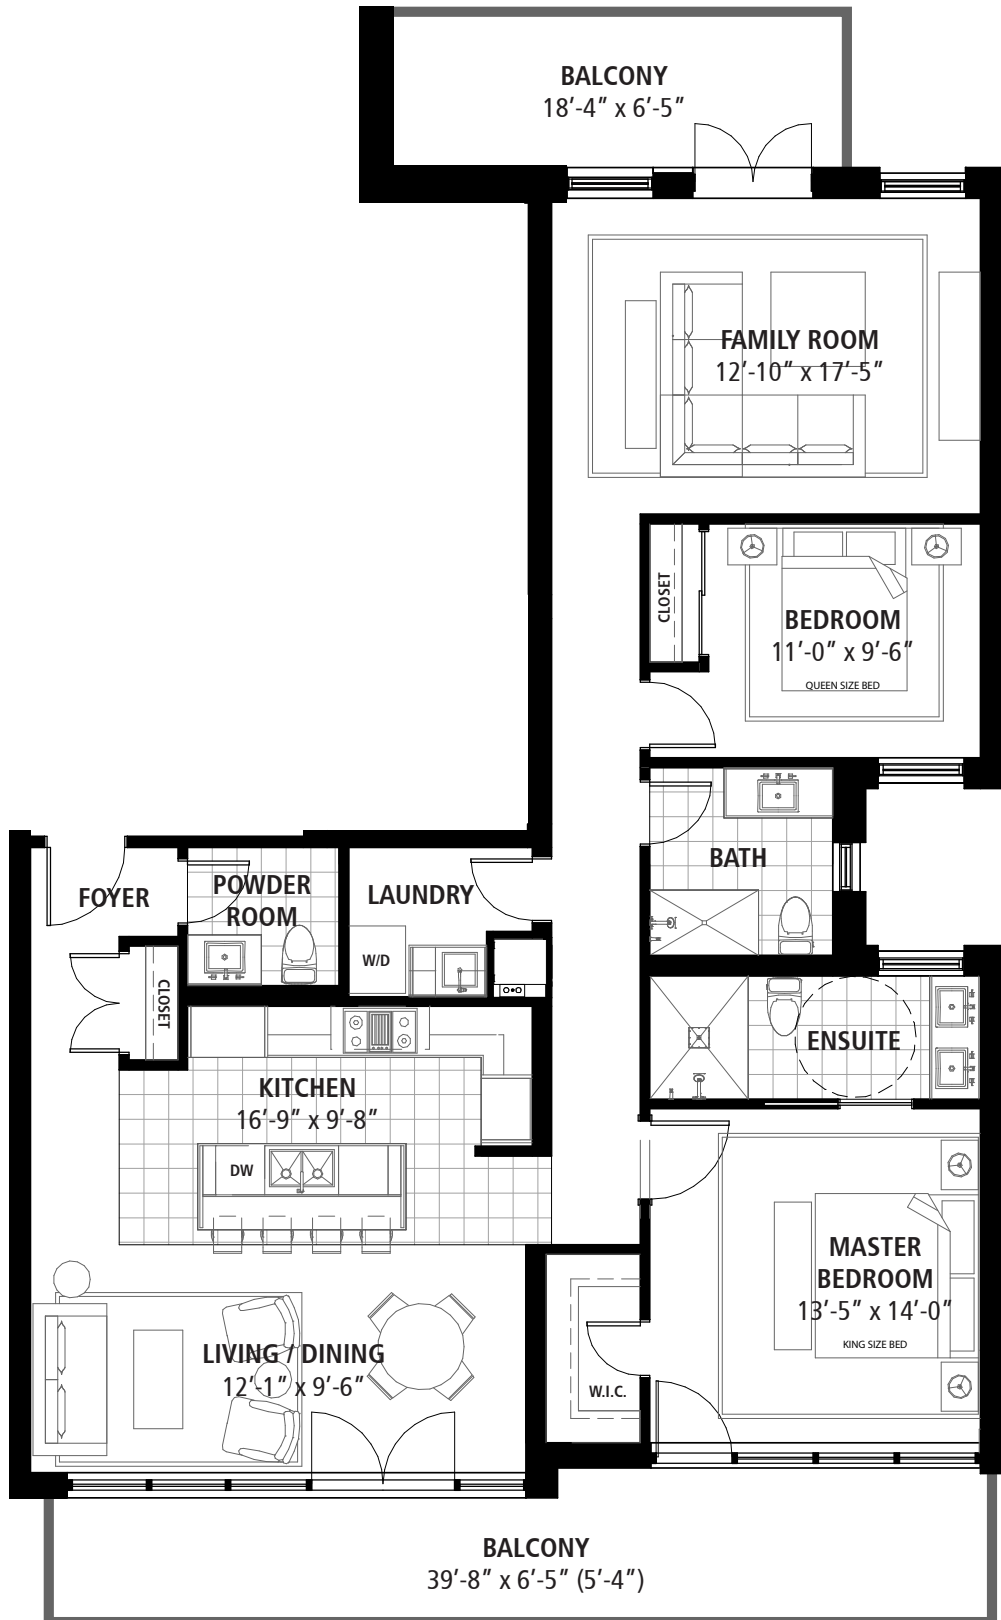 BALCONY
18′-4″ x 6′-5″
FAMILY ROOM
12′-10″ x 17′-5″
CLOSET
BEDROOM
11′-0″ x 9′-6″
QUEEN SIZE BED
BATH
FOYER
POWDER
ROOM
LAUNDRY
W/D
CLOSET
ENSUITE
KITCHEN
16′-9″ x 9′-8″
DW
MASTER
BEDROOM
13′-5″ x 14′-0″
KING SIZE BED
LIVING / DINING
12′-1″ x 9′-6″
W.I.C.
BALCONY
39′-8″ x 6′-5″ (5′-4″)